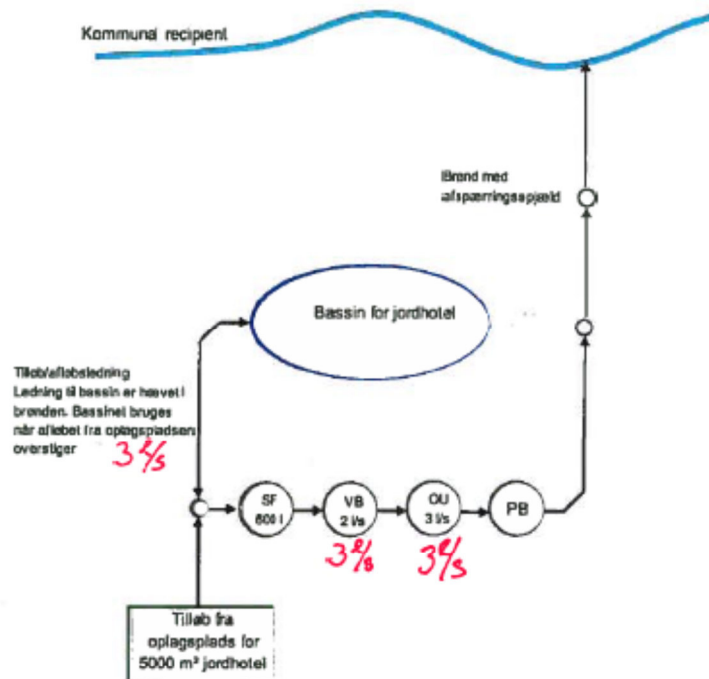 Kommunal recipient
Brønd med
afspærringsspjæld
Bassin for jordhotel
Tilløb/afløbsledning
Ledning til bassin er hævet i
brønden. Bassinet bruges
når afløbet fra oplagspladsen
overstiger 3 l/s
SF
600 l
VB
2 l/s
OU
3 l/s
PB
3 l/s
3 l/s
Tilløb fra
oplagsplads for
5000 m² jordhotel